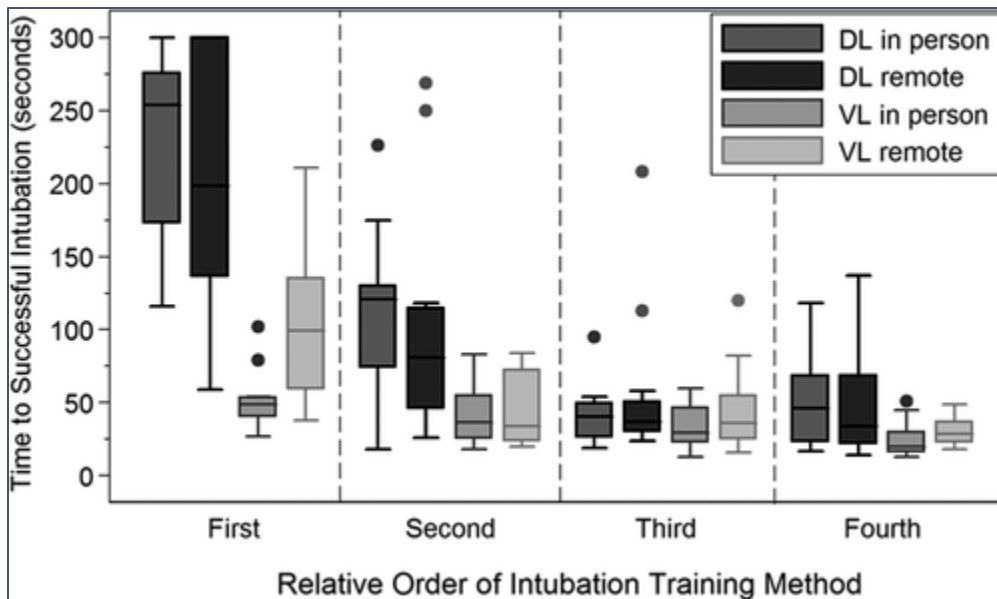 Time to Successful Intubation (seconds)
300
250
200
150
100
50
0
DL in person
DL remote
VL in person
VL remote
First Second Third Fourth
Relative Order of Intubation Training Method